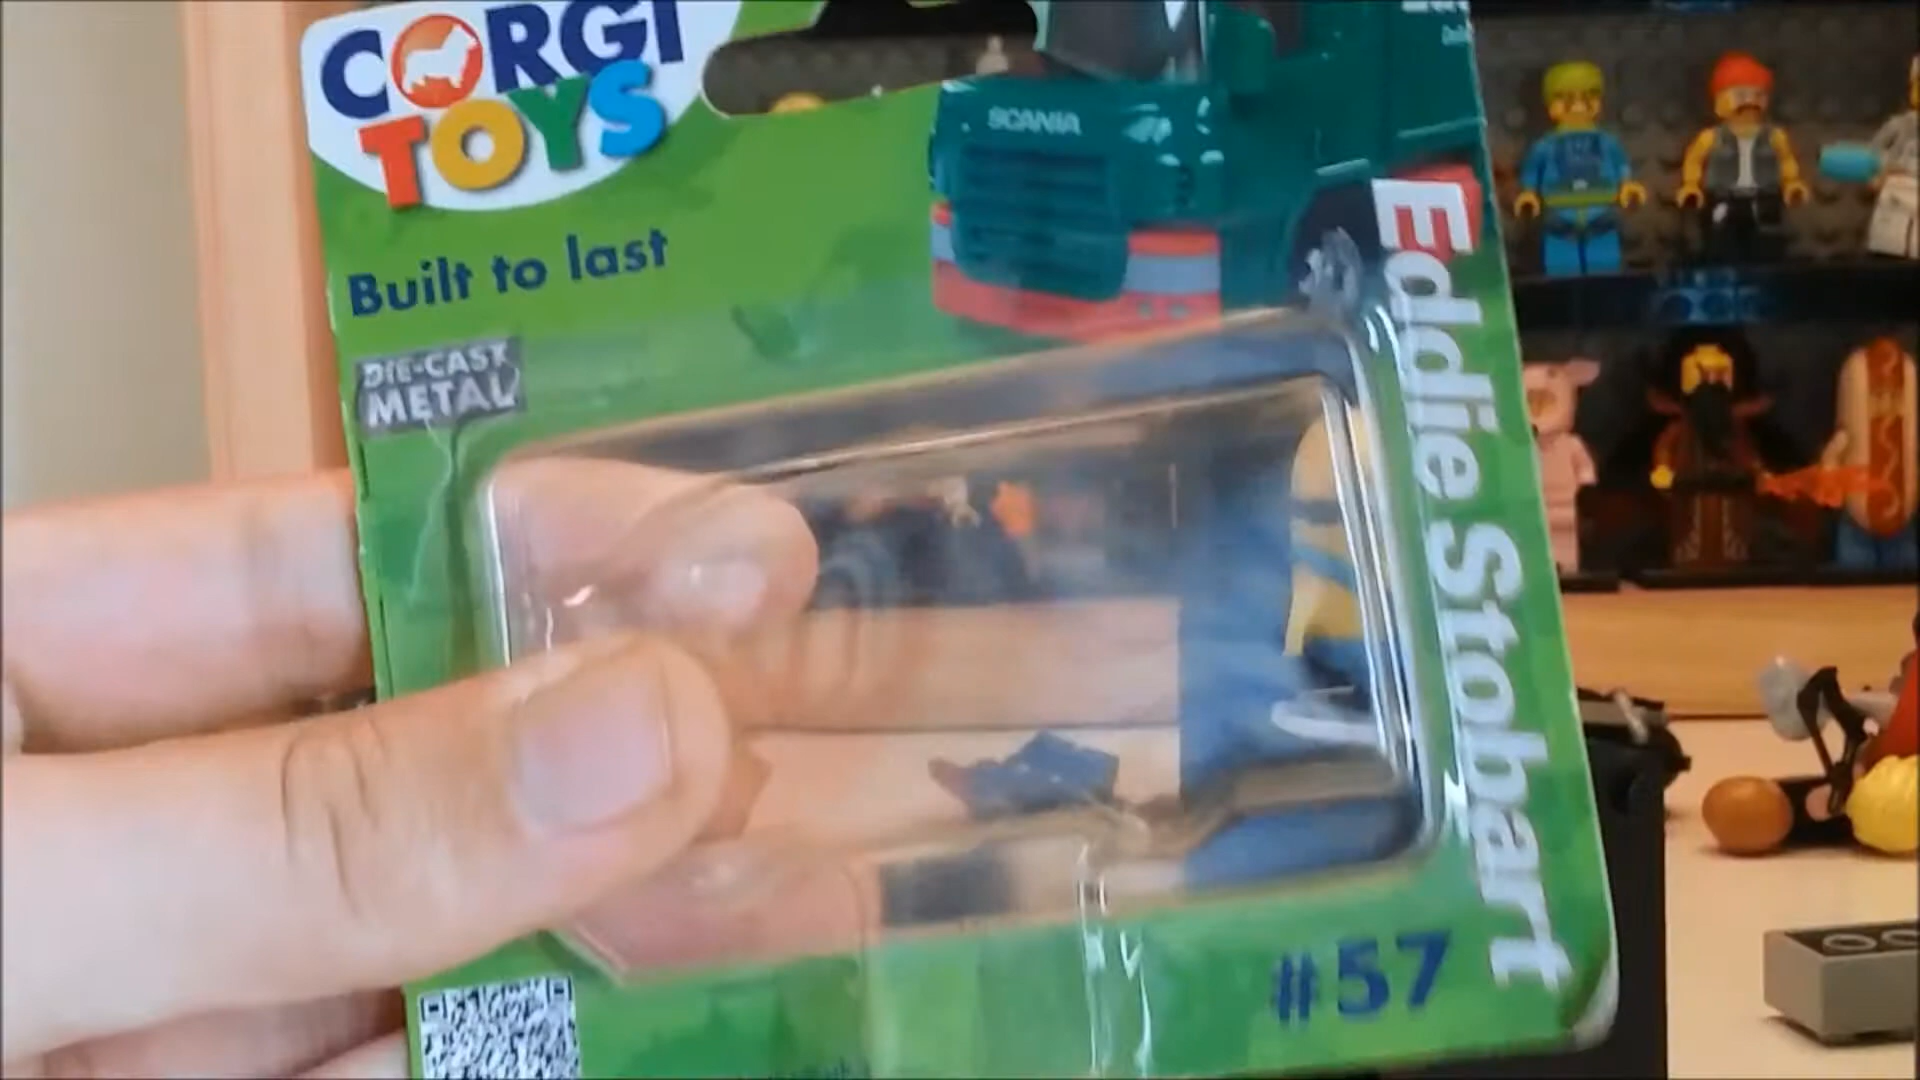 CORGI
TOYS
SCANIA
Built to last
DIE-CAST
METAL
Eddie Stobart
#57